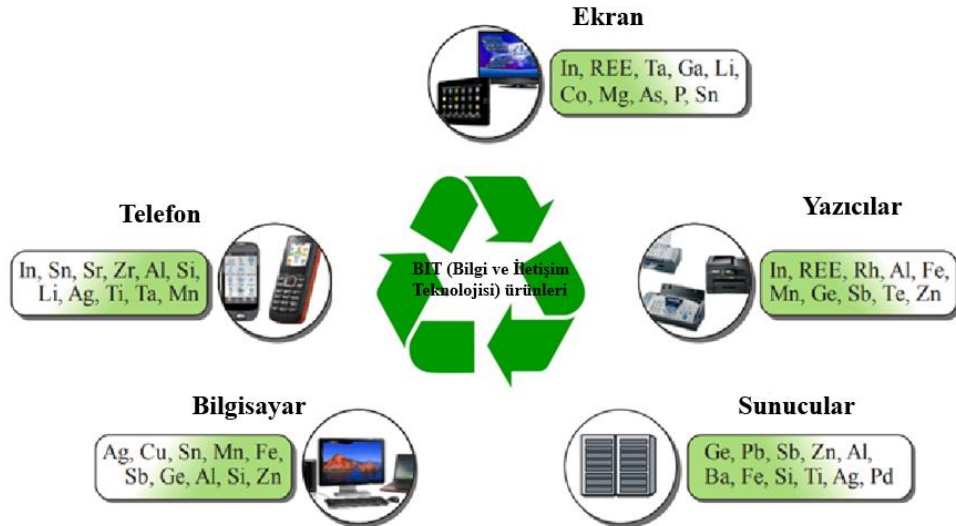 Ekran
In, REE, Ta, Ga, Li,
Co, Mg, As, P, Sn
Telefon
In, Sn, Sr, Zr, Al, Si,
Li, Ag, Ti, Ta, Mn
BIT (Bilgi ve İletişim
Teknolojisi) ürünleri
Yazıcılar
In, REE, Rh, Al, Fe,
Mn, Ge, Sb, Te, Zn
Bilgisayar
Ag, Cu, Sn, Mn, Fe,
Sb, Ge, Al, Si, Zn
Sunucular
Ge, Pb, Sb, Zn, Al,
Ba, Fe, Si, Ti, Ag, Pd